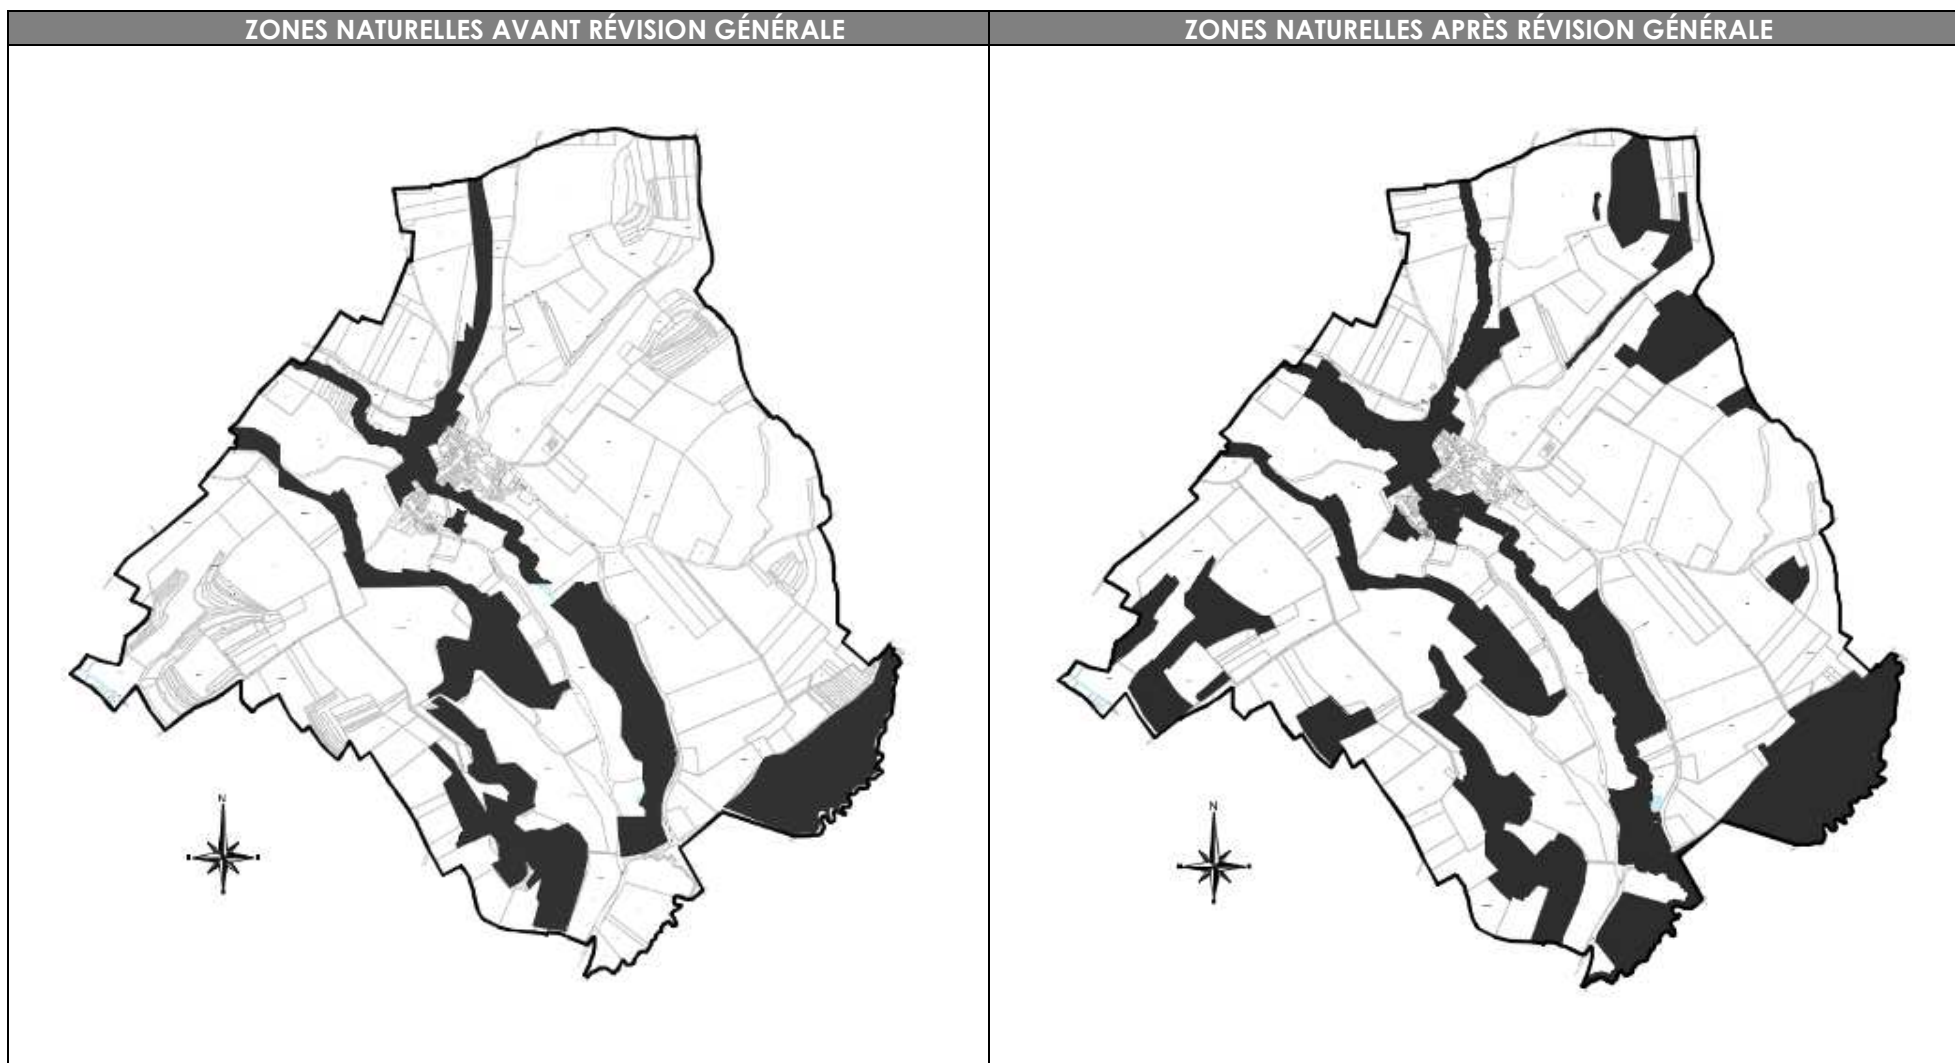 ZONES NATURELLES AVANT RÉVISION GÉNÉRALE
ZONES NATURELLES APRÈS RÉVISION GÉNÉRALE
N
N